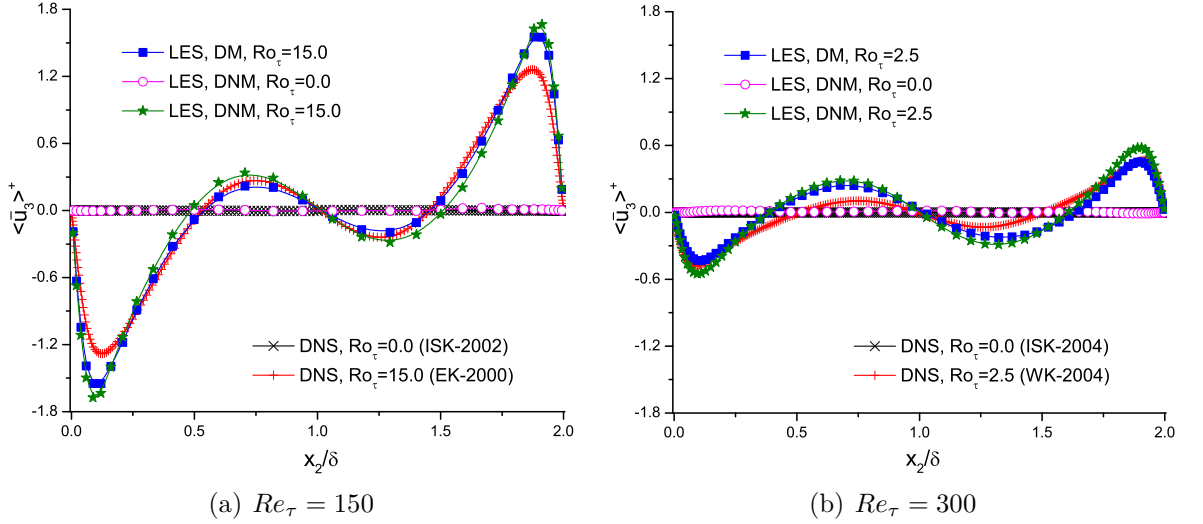 1.8
1.2
0.6
0.0
-0.6
-1.2
-1.8
<ū₃>⁺
LES, DM, Roτ=15.0
LES, DNM, Roτ=0.0
LES, DNM, Roτ=15.0
DNS, Roτ=0.0 (ISK-2002)
DNS, Roτ=15.0 (EK-2000)
0.0 0.5 1.0 1.5 2.0
x₂/δ
(a) Reτ = 150
1.8
1.2
0.6
0.0
-0.6
-1.2
-1.8
<ū₃>⁺
LES, DM, Roτ=2.5
LES, DNM, Roτ=0.0
LES, DNM, Roτ=2.5
DNS, Roτ=0.0 (ISK-2004)
DNS, Roτ=2.5 (WK-2004)
0.0 0.5 1.0 1.5 2.0
x₂/δ
(b) Reτ = 300